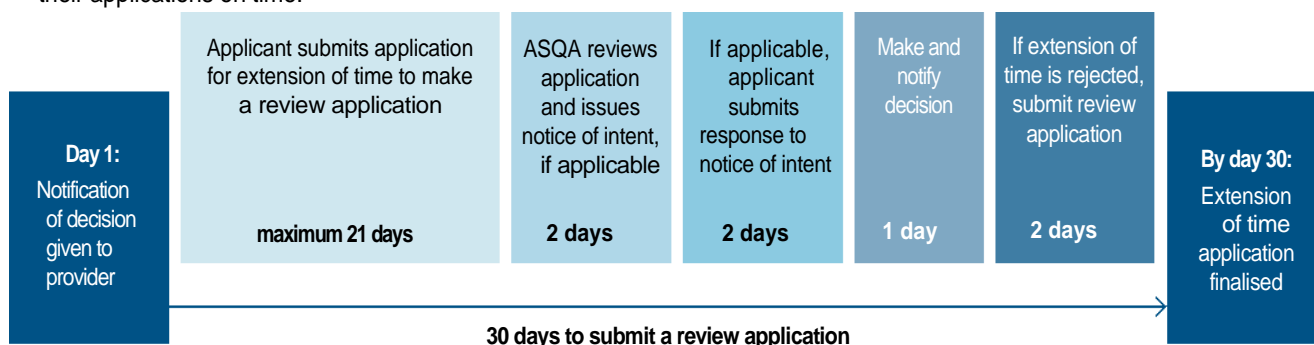 their applications on time.
Day 1:
Notification
of decision
given to
provider
Applicant submits application
for extension of time to make
a review application
maximum 21 days
ASQA reviews
application
and issues
notice of intent,
if applicable
2 days
If applicable,
applicant
submits
response to
notice of intent
2 days
Make and
notify
decision
1 day
If extension of
time is rejected,
submit review
application
2 days
By day 30:
Extension
of time
application
finalised
30 days to submit a review application